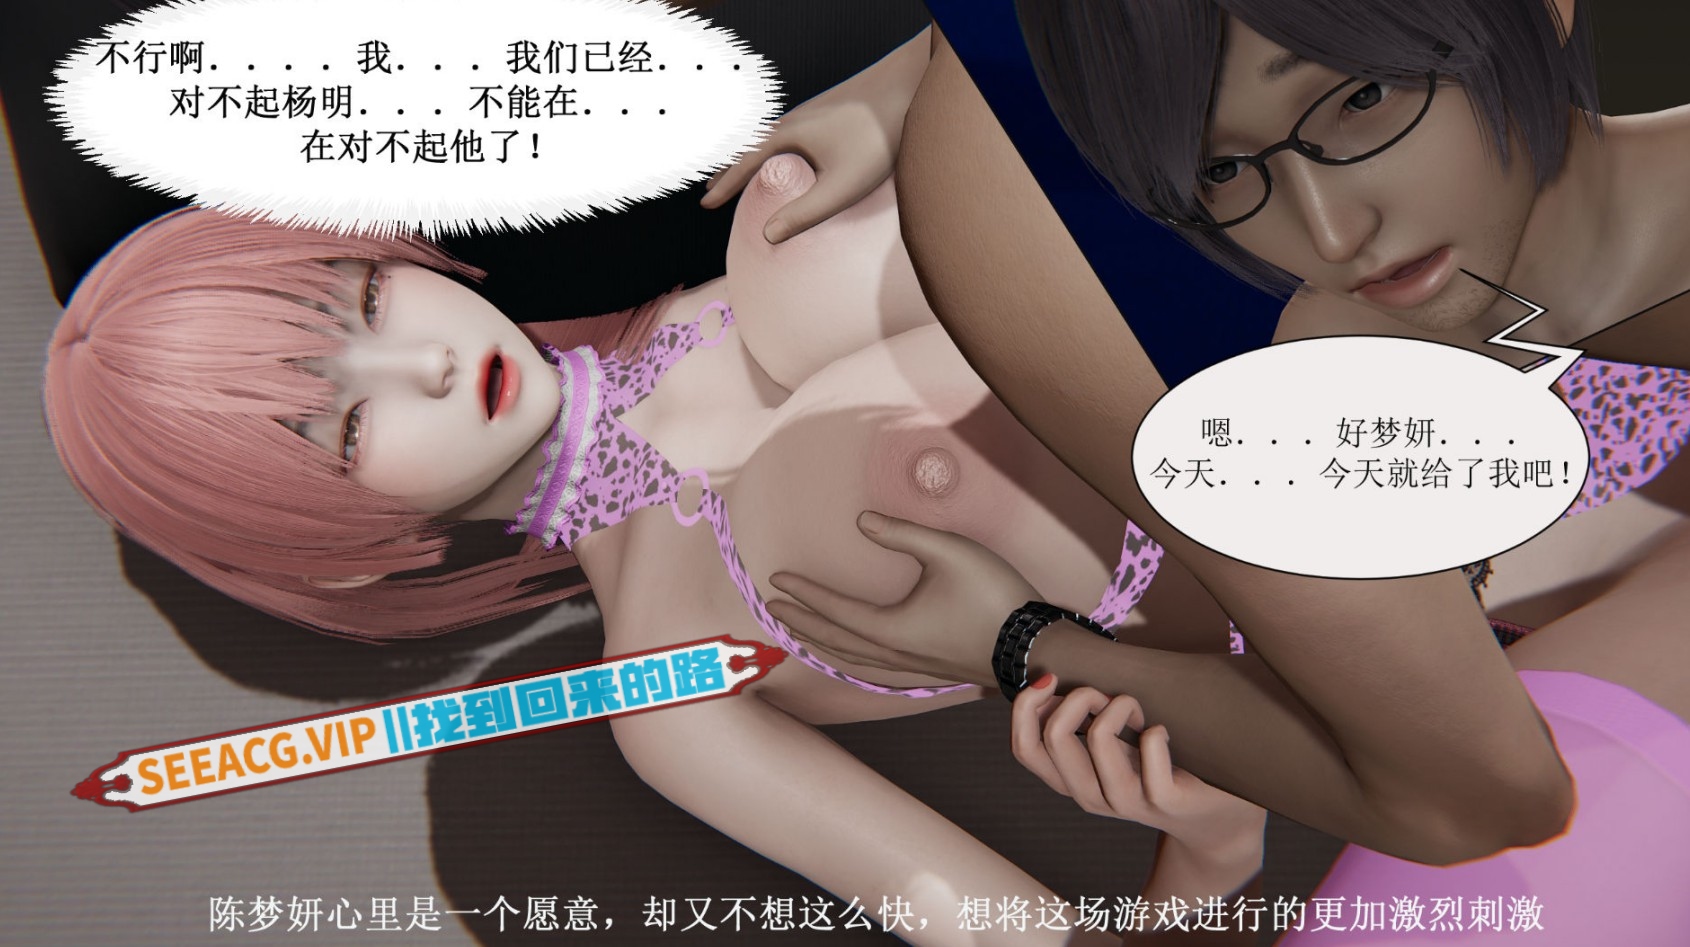 不行啊．．．．我．．．我们已经．．．
对不起杨明．．．不能在．．．
在对不起他了！
嗯．．．好梦妍．．．
今天．．．今天就给了我吧！
SEEACG.VIP||找到回来的路
陈梦妍心里是一个愿意，却又不想这么快，想将这场游戏进行的更加激烈刺激